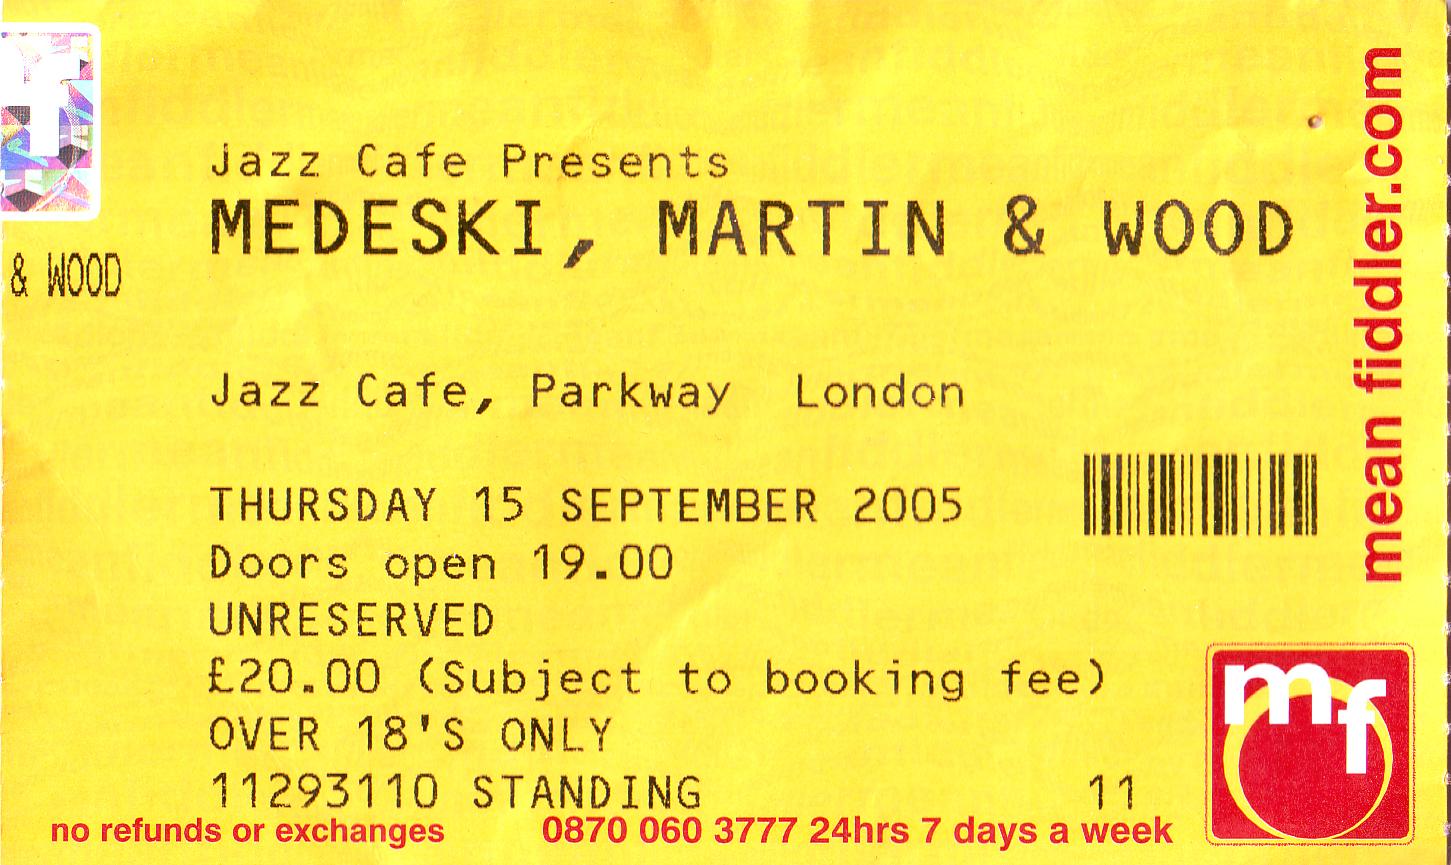 f
& WOOD
Jazz Cafe Presents
MEDESKI, MARTIN & WOOD
Jazz Cafe, Parkway London
THURSDAY 15 SEPTEMBER 2005
Doors open 19.00
UNRESERVED
£20.00 (Subject to booking fee)
OVER 18'S ONLY
11293110 STANDING 11
no refunds or exchanges 0870 060 3777 24hrs 7 days a week
mean fiddler.com
mf